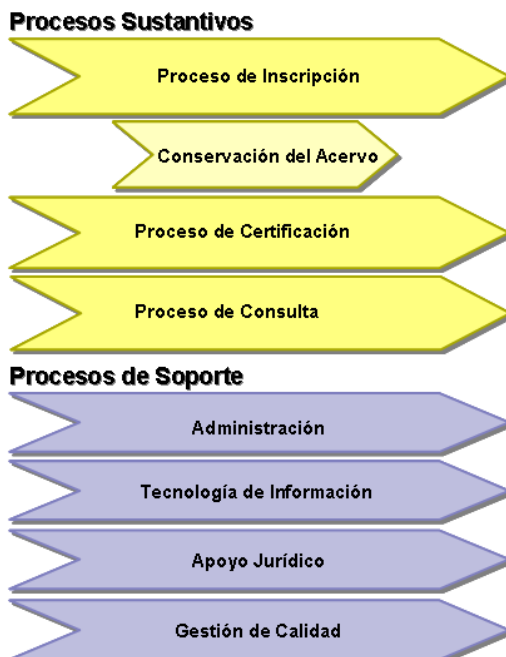 Procesos Sustantivos
Proceso de Inscripción
Conservación del Acervo
Proceso de Certificación
Proceso de Consulta
Procesos de Soporte
Administración
Tecnología de Información
Apoyo Jurídico
Gestión de Calidad